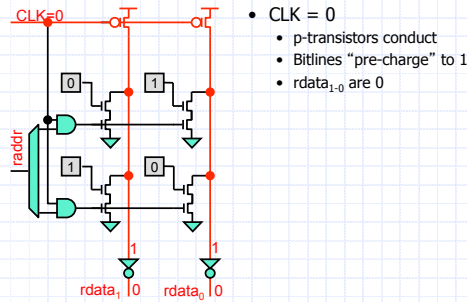 CLK=0
0
1
raddr
1
0
1
1
rdata₁
0
rdata₀
0
• CLK = 0
• p-transistors conduct
• Bitlines “pre-charge” to 1
• rdata₁₋₀ are 0